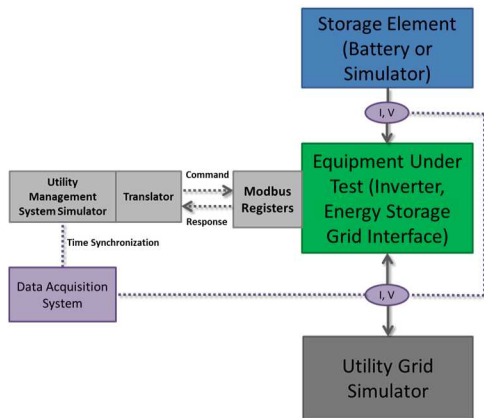 Storage Element
(Battery or
Simulator)
I, V
Equipment Under
Test (Inverter,
Energy Storage
Grid Interface)
Utility
Management
System Simulator
Translator
Command
Response
Modbus
Registers
Time Synchronization
Data Acquisition
System
I, V
Utility Grid
Simulator